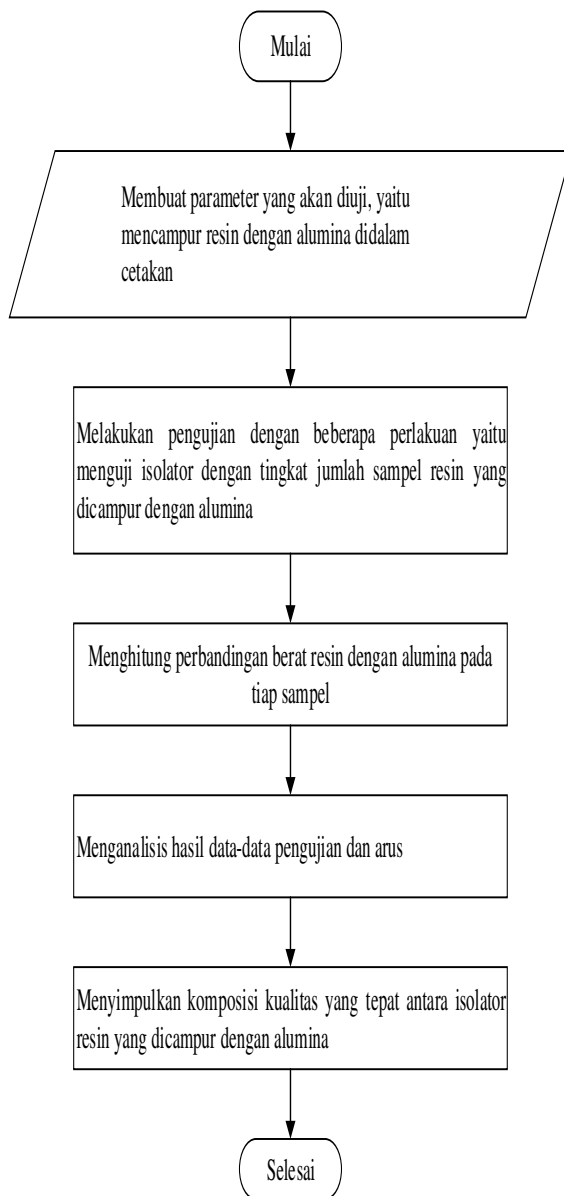 Mulai
Membuat parameter yang akan diuji, yaitu
mencampur resin dengan alumina didalam
cetakan
Melakukan pengujian dengan beberapa perlakuan yaitu
menguji isolator dengan tingkat jumlah sampel resin yang
dicampur dengan alumina
Menghitung perbandingan berat resin dengan alumina pada
tiap sampel
Menganalisis hasil data-data pengujian dan arus
Menyimpulkan komposisi kualitas yang tepat antara isolator
resin yang dicampur dengan alumina
Selesai